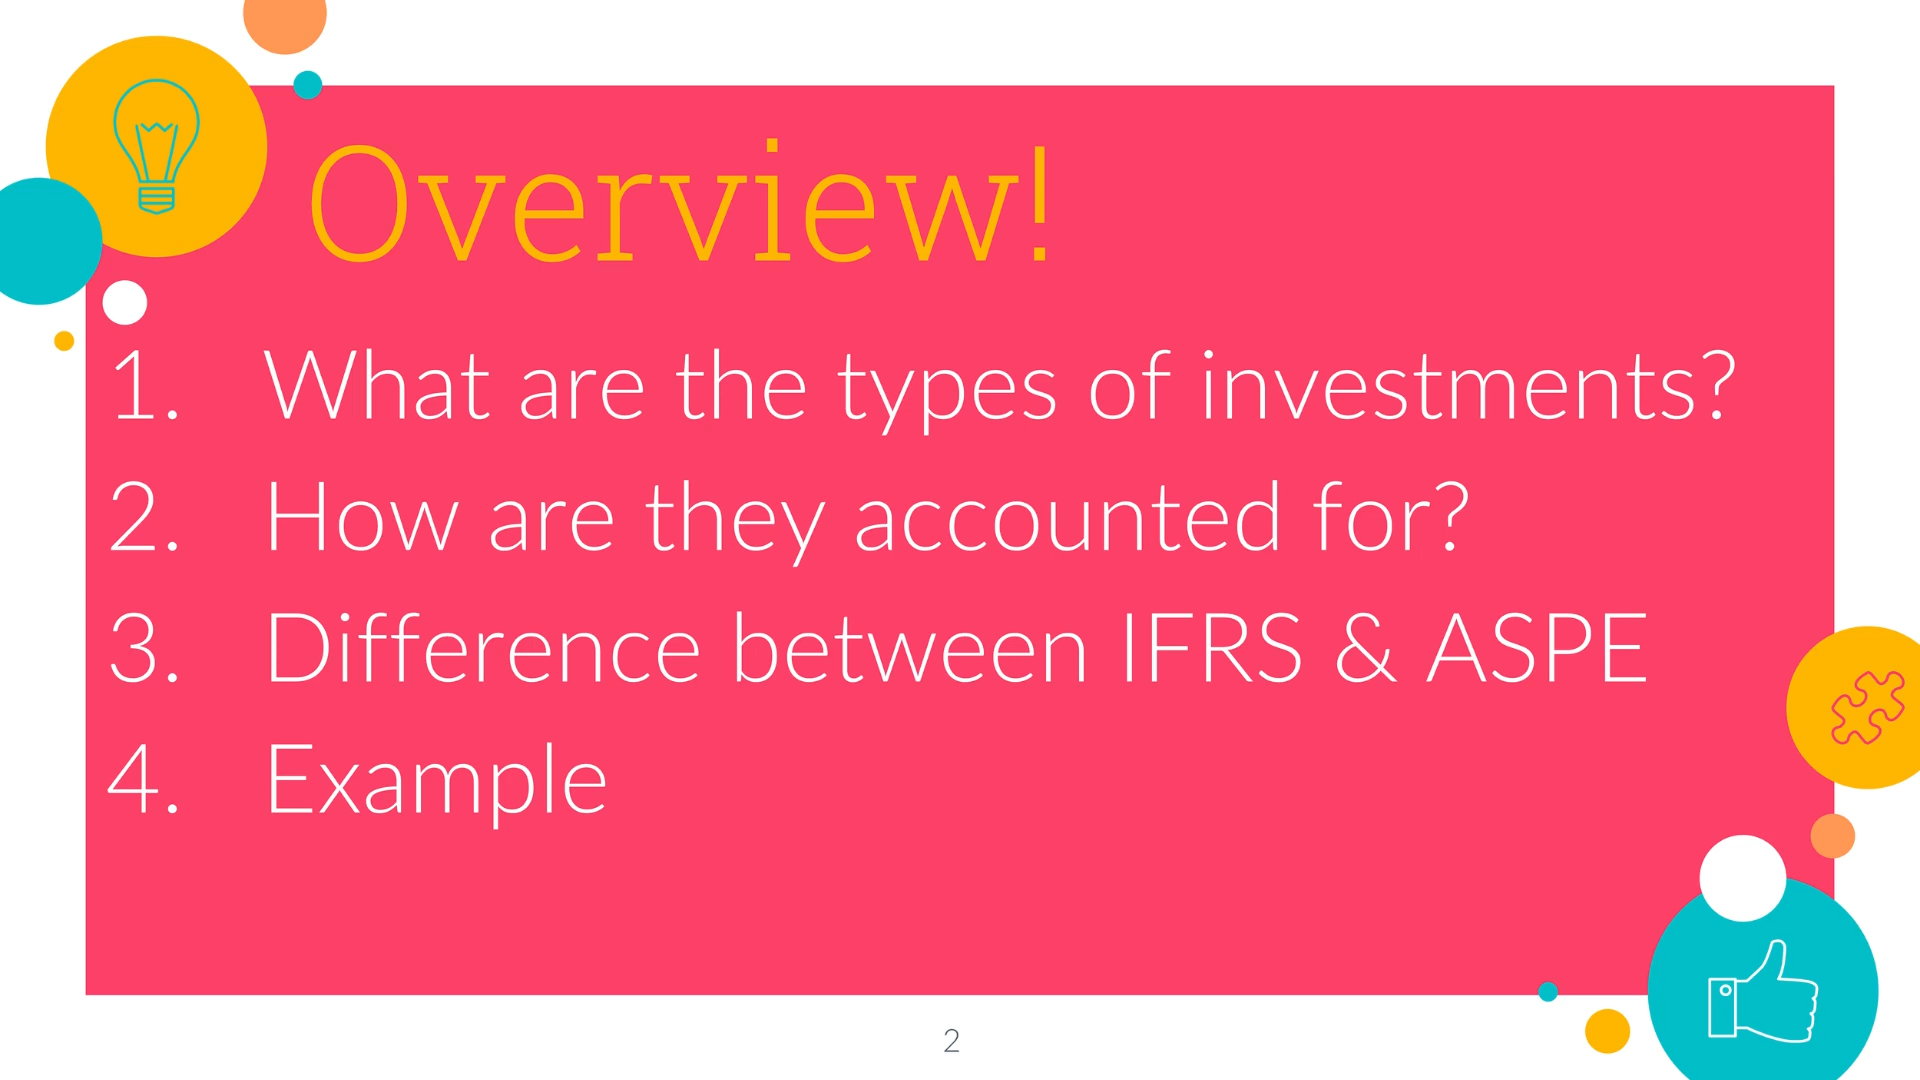 Overview!
1. What are the types of investments?
2. How are they accounted for?
3. Difference between IFRS & ASPE
4. Example
2